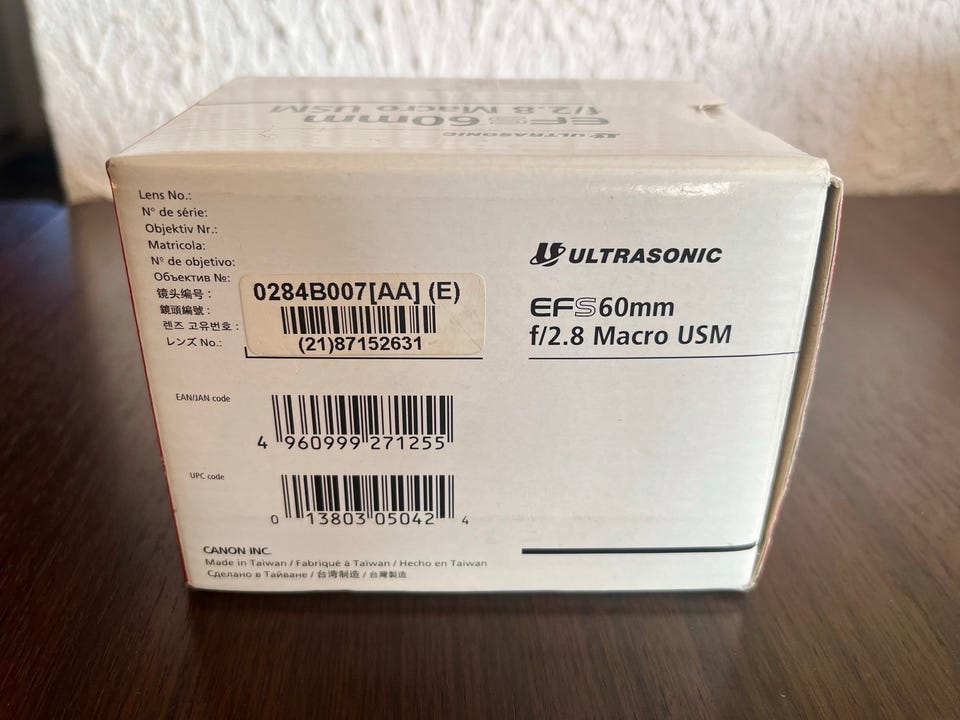 EFS60mm
f/2.8 Macro USM
ULTRASONIC
Lens No.:
N° de série:
Objektiv Nr.:
Matricola:
Nº de objetivo:
Объектив №:
镜头编号：
鏡頭編號：
렌즈 고유번호 :
レンズ No.:
0284B007[AA] (E)
(21)87152631
EAN/JAN code
4 960999 271255
UPC code
0 13803 05042 4
CANON INC.
Made in Taiwan / Fabriqué à Taïwan / Hecho en Taiwan
Сделано в Тайване / 台湾制造 / 台灣製造
ULTRASONIC
EFS60mm
f/2.8 Macro USM